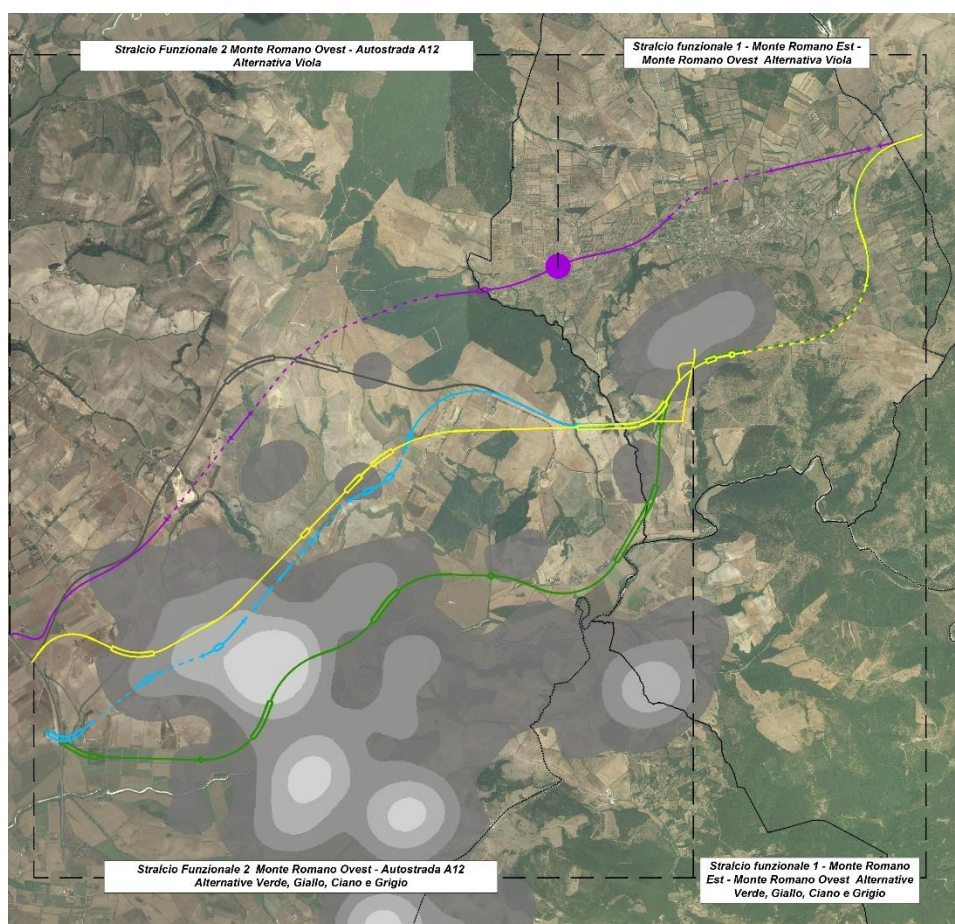 Stralcio Funzionale 2 Monte Romano Ovest - Autostrada A12
Alternativa Viola
Stralcio funzionale 1 - Monte Romano Est -
Monte Romano Ovest Alternativa Viola
Stralcio Funzionale 2 Monte Romano Ovest - Autostrada A12
Alternative Verde, Giallo, Ciano e Grigio
Stralcio funzionale 1 - Monte Romano
Est - Monte Romano Ovest Alternative
Verde, Giallo, Ciano e Grigio